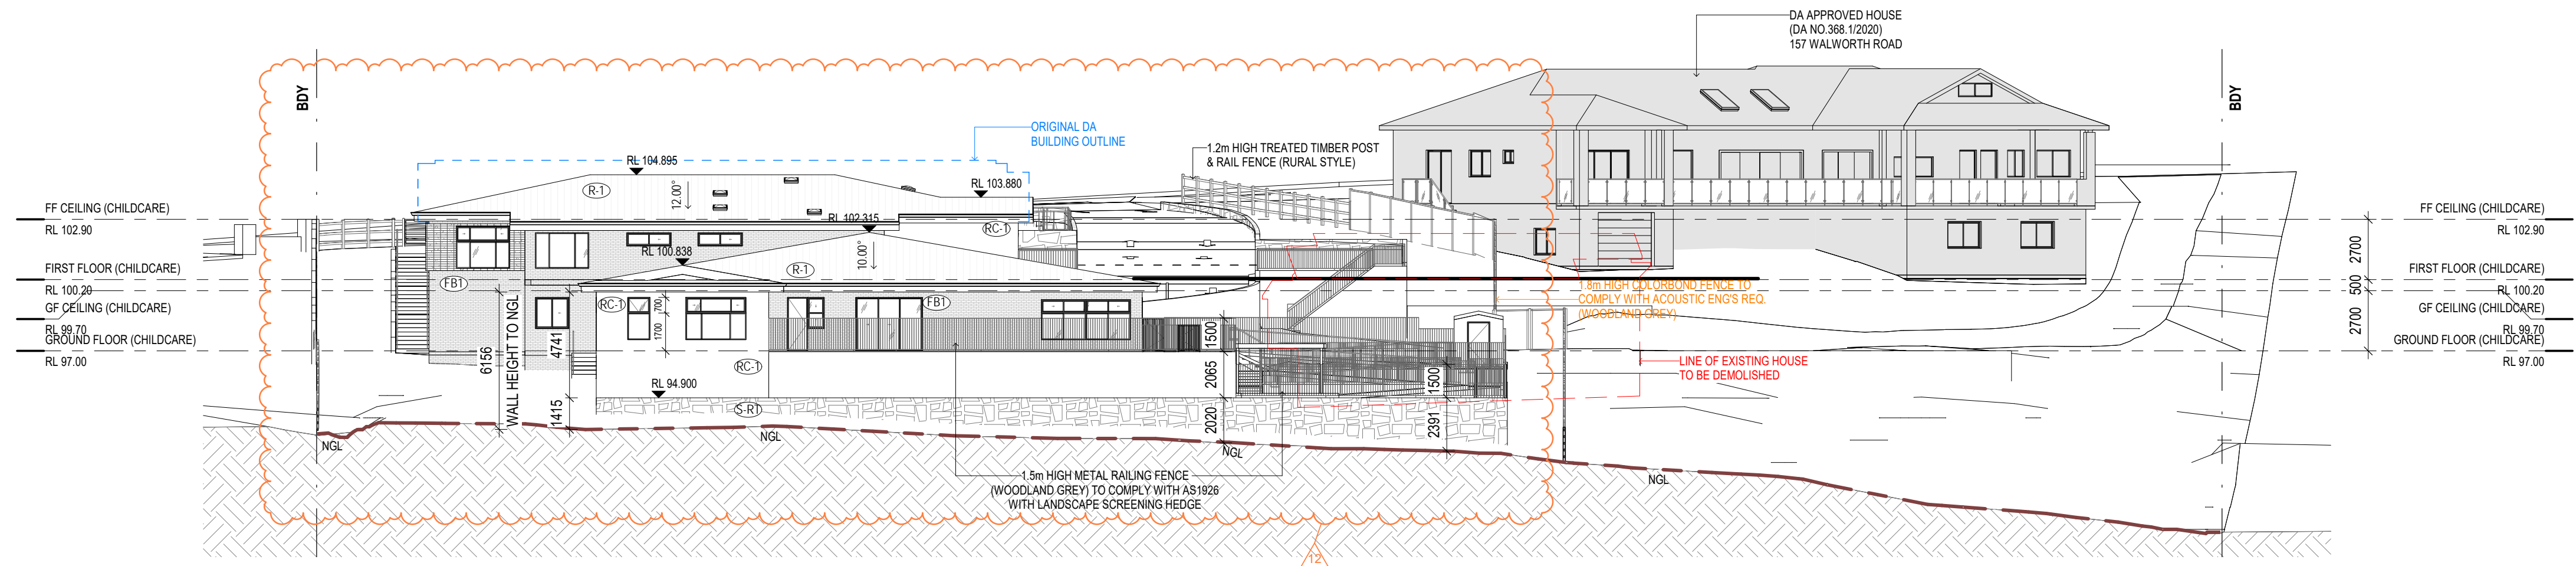 DA APPROVED HOUSE
(DA NO.368.1/2020)
157 WALWORTH ROAD
BDY
BDY
ORIGINAL DA
BUILDING OUTLINE
1.2m HIGH TREATED TIMBER POST
& RAIL FENCE (RURAL STYLE)
RL 104.895
R-1
12.00°
RL 103.880
FF CEILING (CHILDCARE)
RL 102.90
FF CEILING (CHILDCARE)
RL 102.90
RL 102.315
RC-1
RL 100.838
10.00°
2700
FIRST FLOOR (CHILDCARE)
RL 100.20
R-1
FIRST FLOOR (CHILDCARE)
RL 100.20
FB1
500
1.8m HIGH COLORBOND FENCE TO
COMPLY WITH ACOUSTIC ENG'S REQ.
(WOODLAND GREY)
GF CEILING (CHILDCARE)
RL 99.70
RC-1
700
FB1
GF CEILING (CHILDCARE)
RL 99.70
2700
1700
1500
GROUND FLOOR (CHILDCARE)
RL 97.00
GROUND FLOOR (CHILDCARE)
RL 97.00
6156
WALL HEIGHT TO NGL
4741
RC-1
LINE OF EXISTING HOUSE
TO BE DEMOLISHED
2065
1500
RL 94.900
S-R1
1415
2020
2391
NGL
NGL
NGL
NGL
1.5m HIGH METAL RAILING FENCE
(WOODLAND GREY) TO COMPLY WITH AS1926
WITH LANDSCAPE SCREENING HEDGE
12